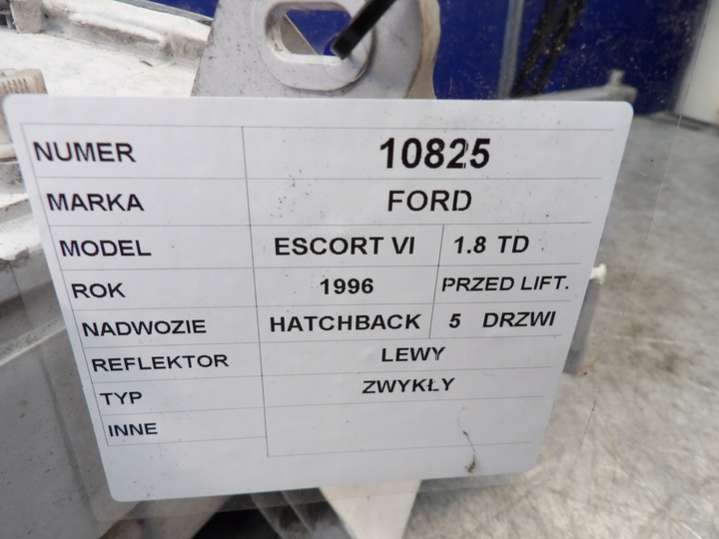 NUMER 10825
MARKA FORD
MODEL ESCORT VI 1.8 TD
ROK 1996 PRZED LIFT.
NADWOZIE HATCHBACK 5 DRZWI
REFLEKTOR LEWY
TYP ZWYKŁY
INNE